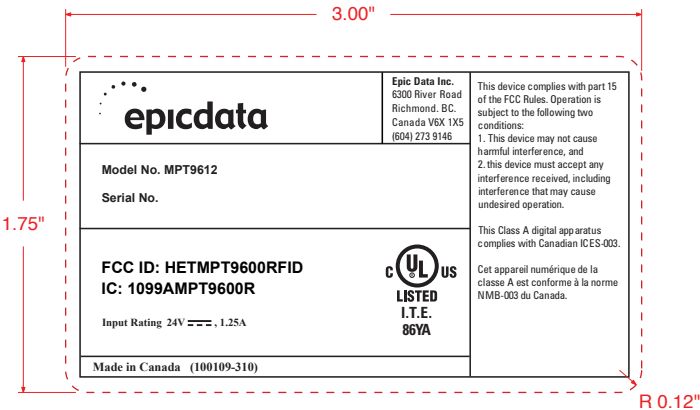 3.00"
1.75"
epicdata
Epic Data Inc.
6300 River Road
Richmond. BC.
Canada V6X 1X5
(604) 273 9146
This device complies with part 15
of the FCC Rules. Operation is
subject to the following two
conditions:
1. This device may not cause
harmful interference, and
2. this device must accept any
interference received, including
interference that may cause
undesired operation.
This Class A digital apparatus
complies with Canadian ICES-003.
Cet appareil numérique de la
classe A est conforme à la norme
NMB-003 du Canada.
Model No. MPT9612
Serial No.
FCC ID: HETMPT9600RFID
IC: 1099AMPT9600R
Input Rating 24V , 1.25A
C UL US
LISTED
I.T.E.
86YA
Made in Canada (100109-310)
R 0.12"